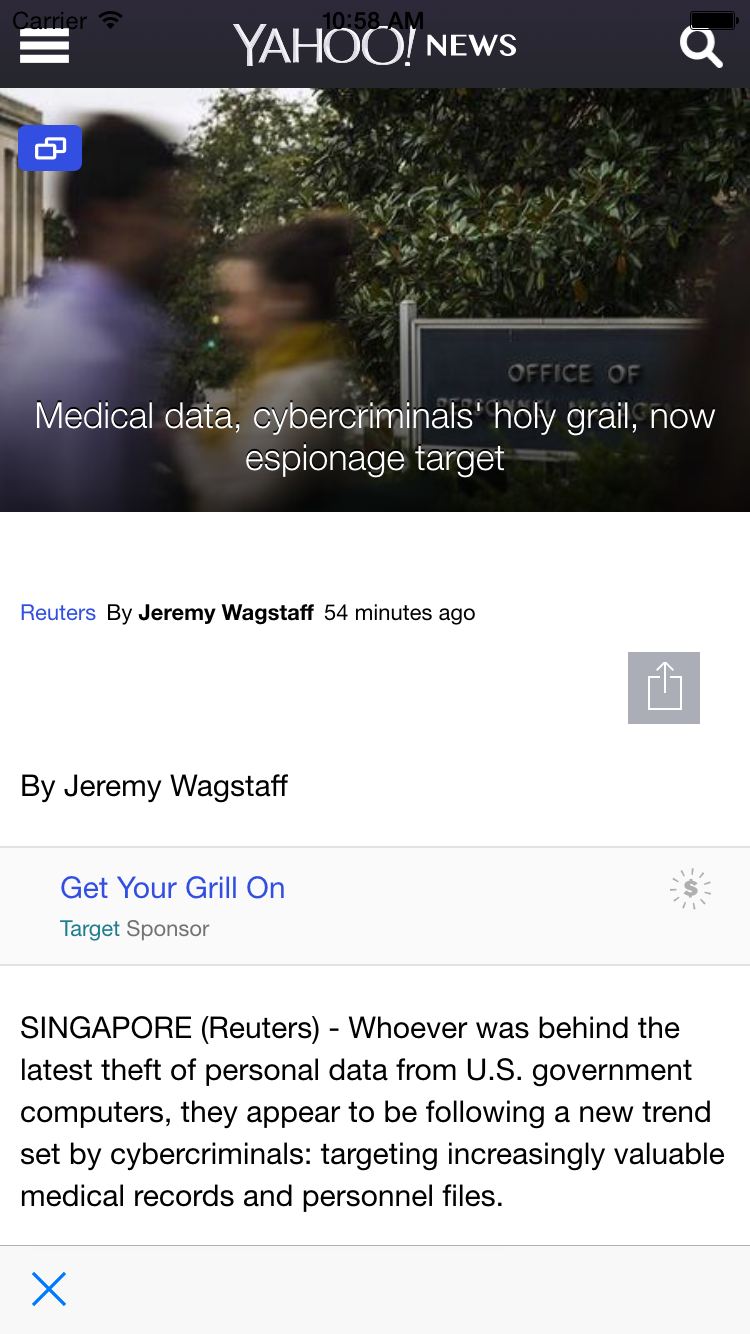 Carrier 10:58 AM
YAHOO! NEWS
OFFICE OF
PERSONNEL MANAGEM
Medical data, cybercriminals' holy grail, now
espionage target
Reuters By Jeremy Wagstaff 54 minutes ago
By Jeremy Wagstaff
Get Your Grill On
$
Target Sponsor
SINGAPORE (Reuters) - Whoever was behind the
latest theft of personal data from U.S. government
computers, they appear to be following a new trend
set by cybercriminals: targeting increasingly valuable
medical records and personnel files.